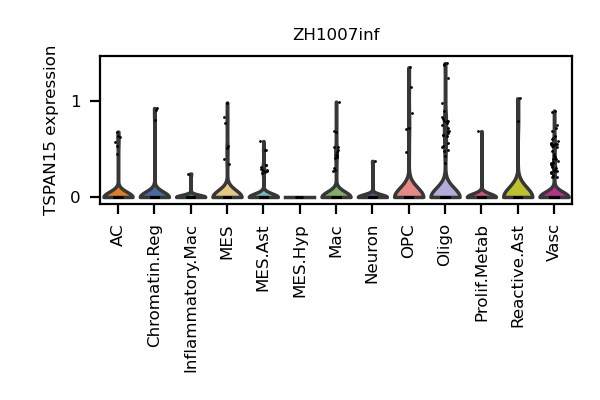 ZH1007inf
TSPAN15 expression
1
0
AC
Chromatin.Reg
Inflammatory.Mac
MES
MES.Ast
MES.Hyp
Mac
Neuron
OPC
Oligo
Prolif.Metab
Reactive.Ast
Vasc